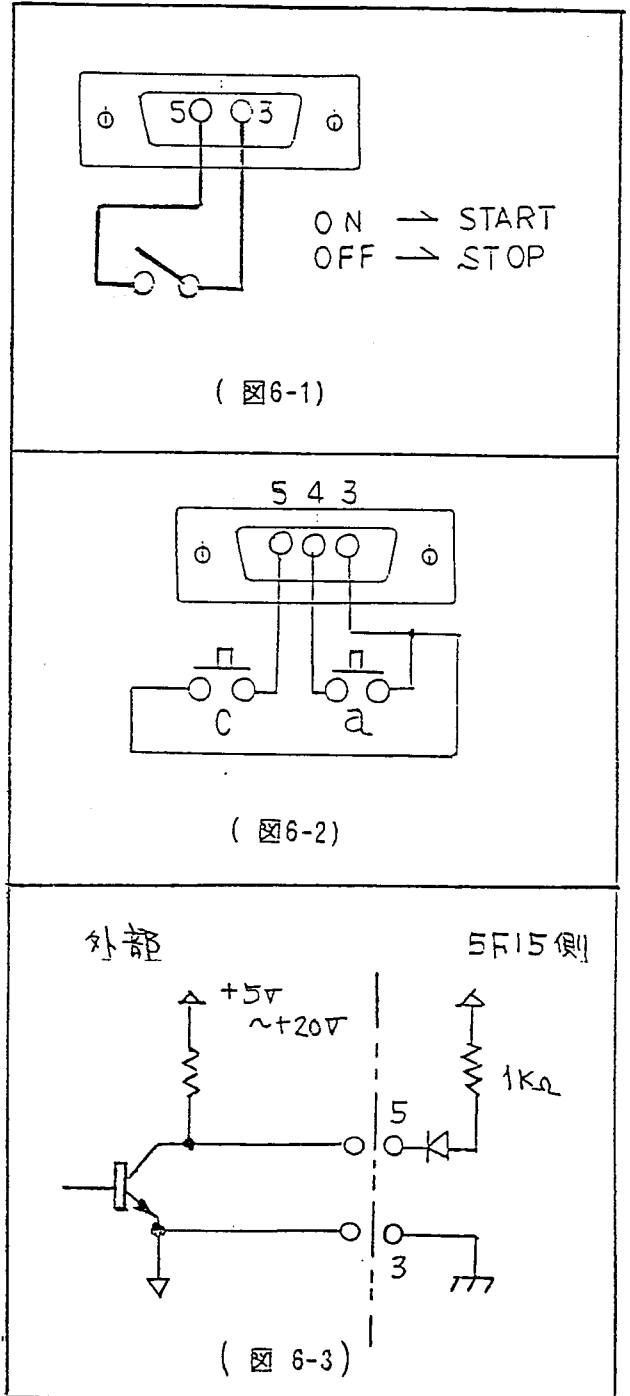 5 3
ON → START
OFF → STOP
(図6-1)
5 4 3
c a
(図6-2)
外部 5F15側
+5V
~+20V
1KΩ
5
3
(図 6-3)